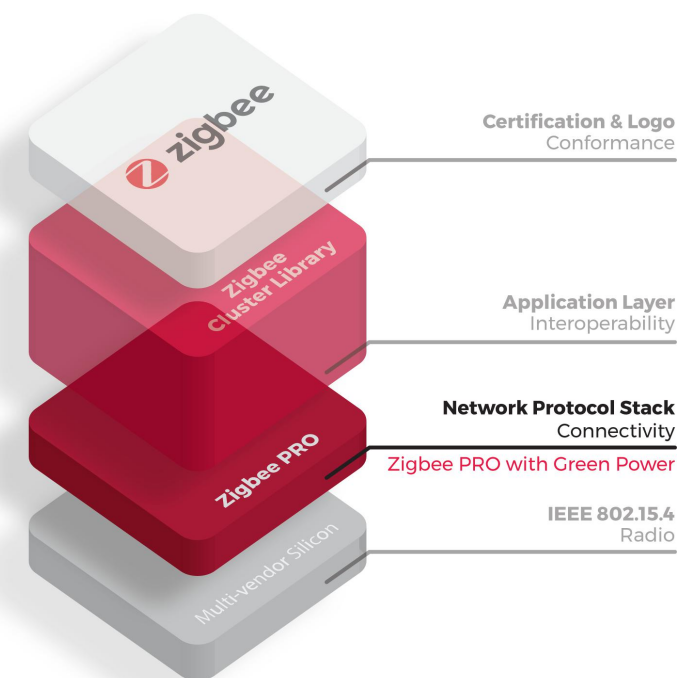 zigbee
Certification & Logo
Conformance
Zigbee
Cluster Library
Application Layer
Interoperability
Network Protocol Stack
Connectivity
Zigbee PRO
Zigbee PRO with Green Power
IEEE 802.15.4
Radio
Multi-vendor Silicon